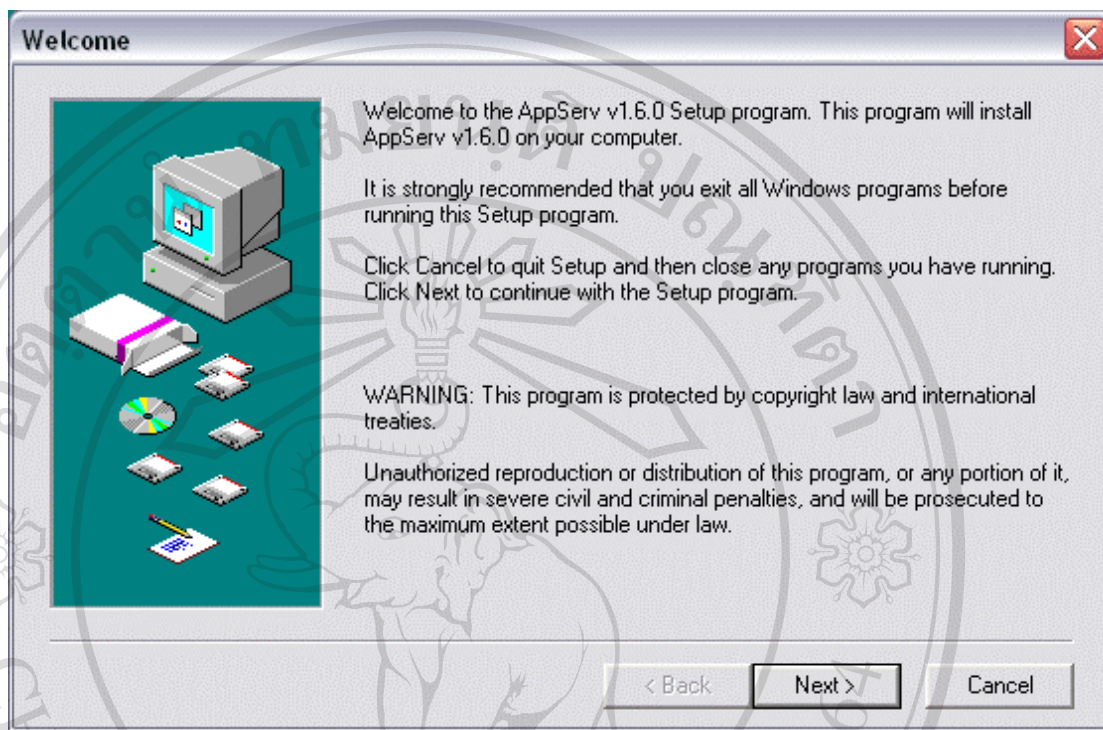 Welcome
Welcome to the AppServ v1.6.0 Setup program. This program will install
AppServ v1.6.0 on your computer.
It is strongly recommended that you exit all Windows programs before
running this Setup program.
Click Cancel to quit Setup and then close any programs you have running.
Click Next to continue with the Setup program.
WARNING: This program is protected by copyright law and international
treaties.
Unauthorized reproduction or distribution of this program, or any portion of it,
may result in severe civil and criminal penalties, and will be prosecuted to
the maximum extent possible under law.
< Back
Next >
Cancel